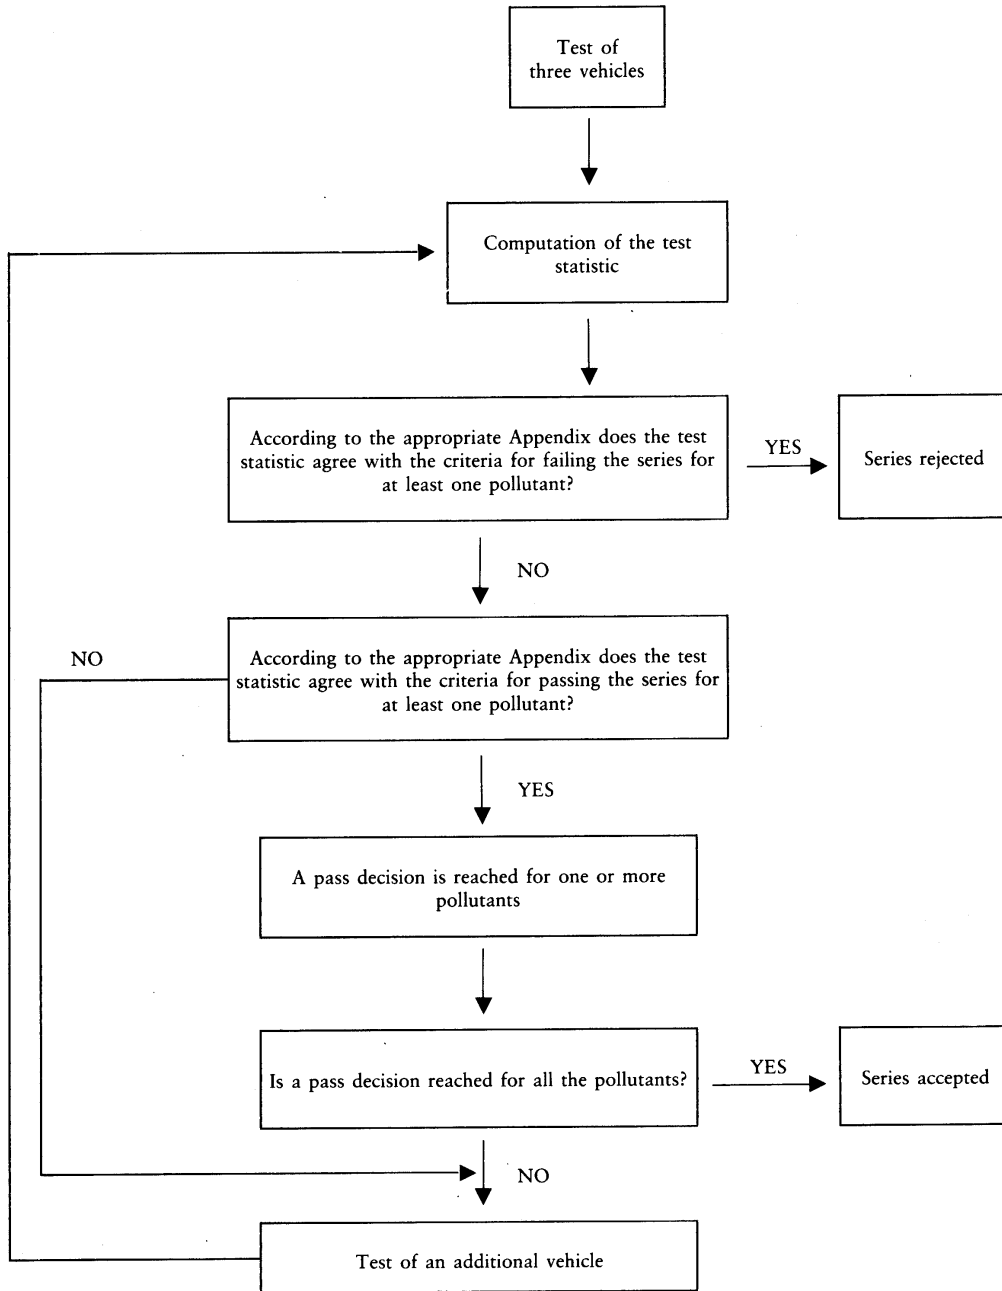 Test of
three vehicles
Computation of the test
statistic
According to the appropriate Appendix does the test
statistic agree with the criteria for failing the series for
at least one pollutant?
YES
Series rejected
NO
NO
According to the appropriate Appendix does the test
statistic agree with the criteria for passing the series for
at least one pollutant?
YES
A pass decision is reached for one or more
pollutants
Is a pass decision reached for all the pollutants?
YES
Series accepted
NO
Test of an additional vehicle